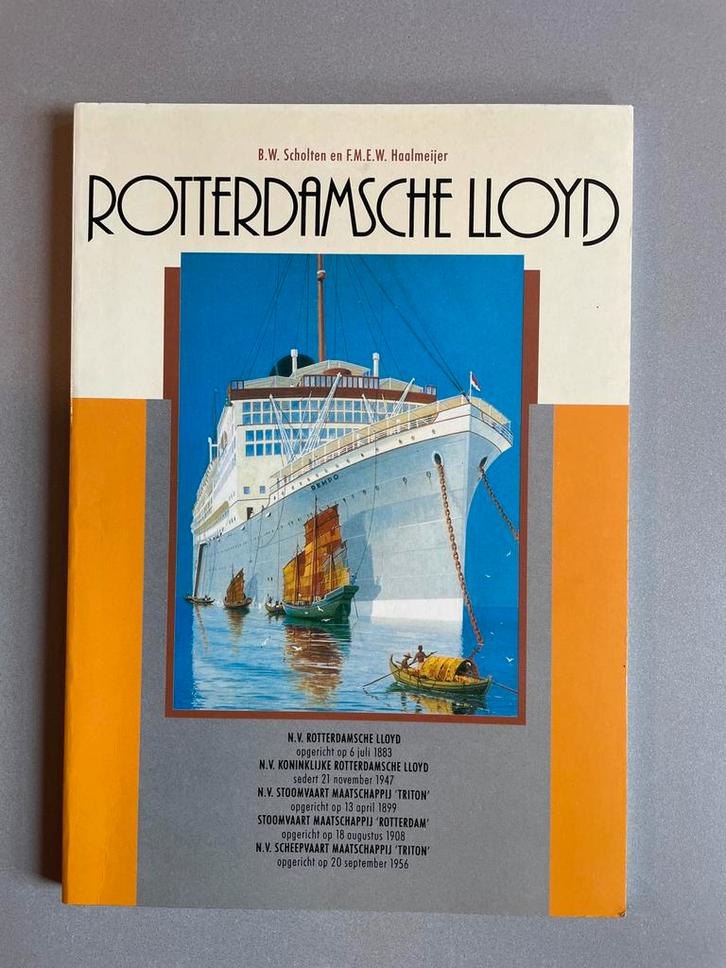 B.W. Scholten en F.M.E.W. Haalmeijer
ROTTERDAMSCHE LLOYD
DEMPO
N.V. ROTTERDAMSCHE LLOYD
opgericht op 6 juli 1883
N.V. KONINKLIJKE ROTTERDAMSCHE LLOYD
sedert 21 november 1947
N.V. STOOMVAART MAATSCHAPPIJ 'TRITON'
opgericht op 13 april 1899
STOOMVAART MAATSCHAPPIJ 'ROTTERDAM'
opgericht op 18 augustus 1908
N.V. SCHEEPVAART MAATSCHAPPIJ 'TRITON'
opgericht op 20 september 1956